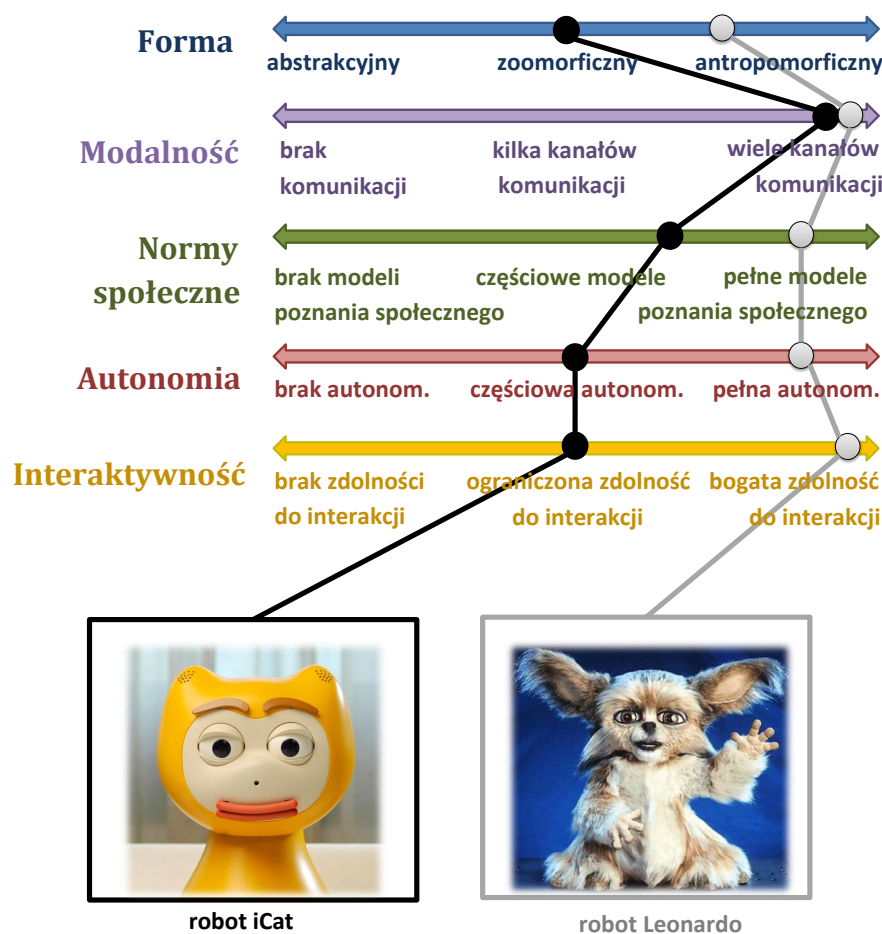 Forma
abstrakcyjny zoomorficzny antropomorficzny
Modalność
brak kilka kanałów wiele kanałów
komunikacji komunikacji komunikacji
Normy
społeczne
brak modeli częściowe modele pełne modele
poznania społecznego poznania społecznego
Autonomia
brak autonom. częściowa autonom. pełna autonom.
Interaktywność
brak zdolności ograniczona zdolność bogata zdolność
do interakcji do interakcji do interakcji
robot iCat
robot Leonardo